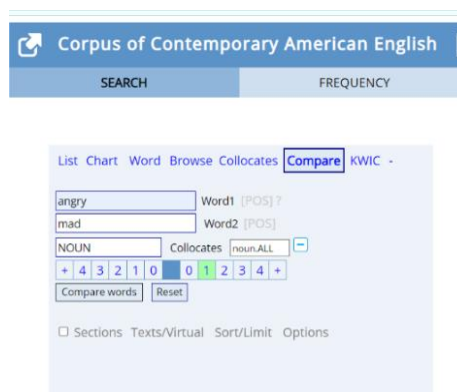 Corpus of Contemporary American English
SEARCH FREQUENCY
List Chart Word Browse Collocates Compare KWIC -
angry Word1 [POS] ?
mad Word2 [POS]
NOUN Collocates noun.ALL −
+ 4 3 2 1 0 0 1 2 3 4 +
Compare words Reset
Sections Texts/Virtual Sort/Limit Options